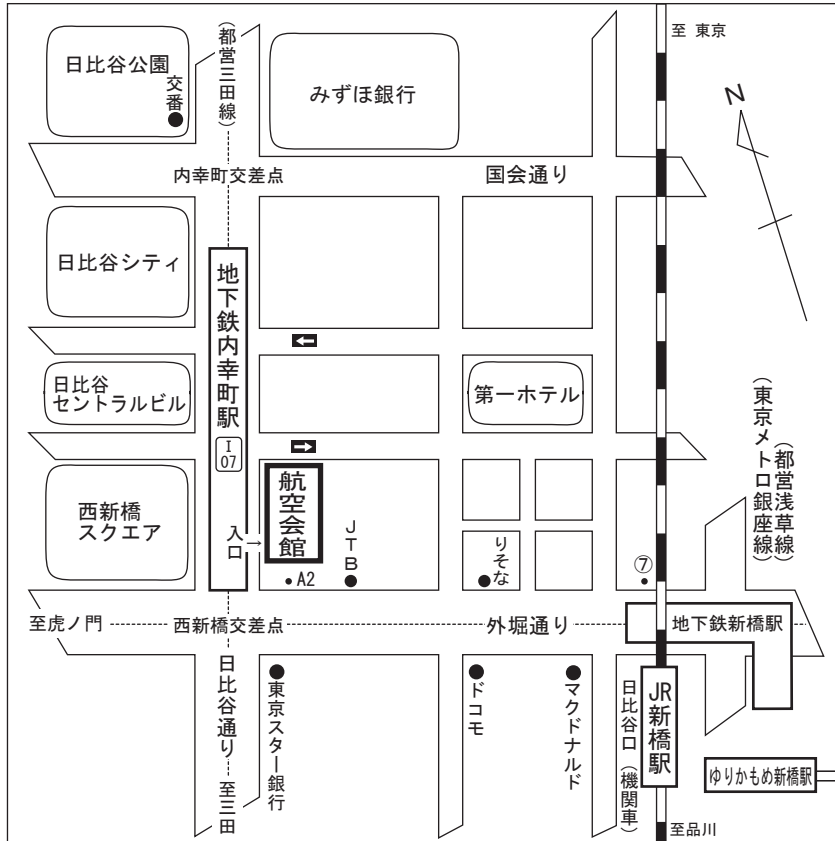 日比谷公園
交番
(都営三田線)
みずほ銀行
至 東京
N
内幸町交差点
国会通り
日比谷シティ
地下鉄内幸町駅
I
07
←
日比谷
セントラルビル
第一ホテル
(都営浅草線)
(東京メトロ銀座線)
→
西新橋
スクエア
航空会館
入口
→
JTB
りそな
⑦
A2
至虎ノ門
西新橋交差点
外堀通り
地下鉄新橋駅
日比谷通り
至三田
東京スター銀行
ドコモ
マクドナルド
日比谷口(機関車)
JR新橋駅
ゆりかもめ新橋駅
至品川